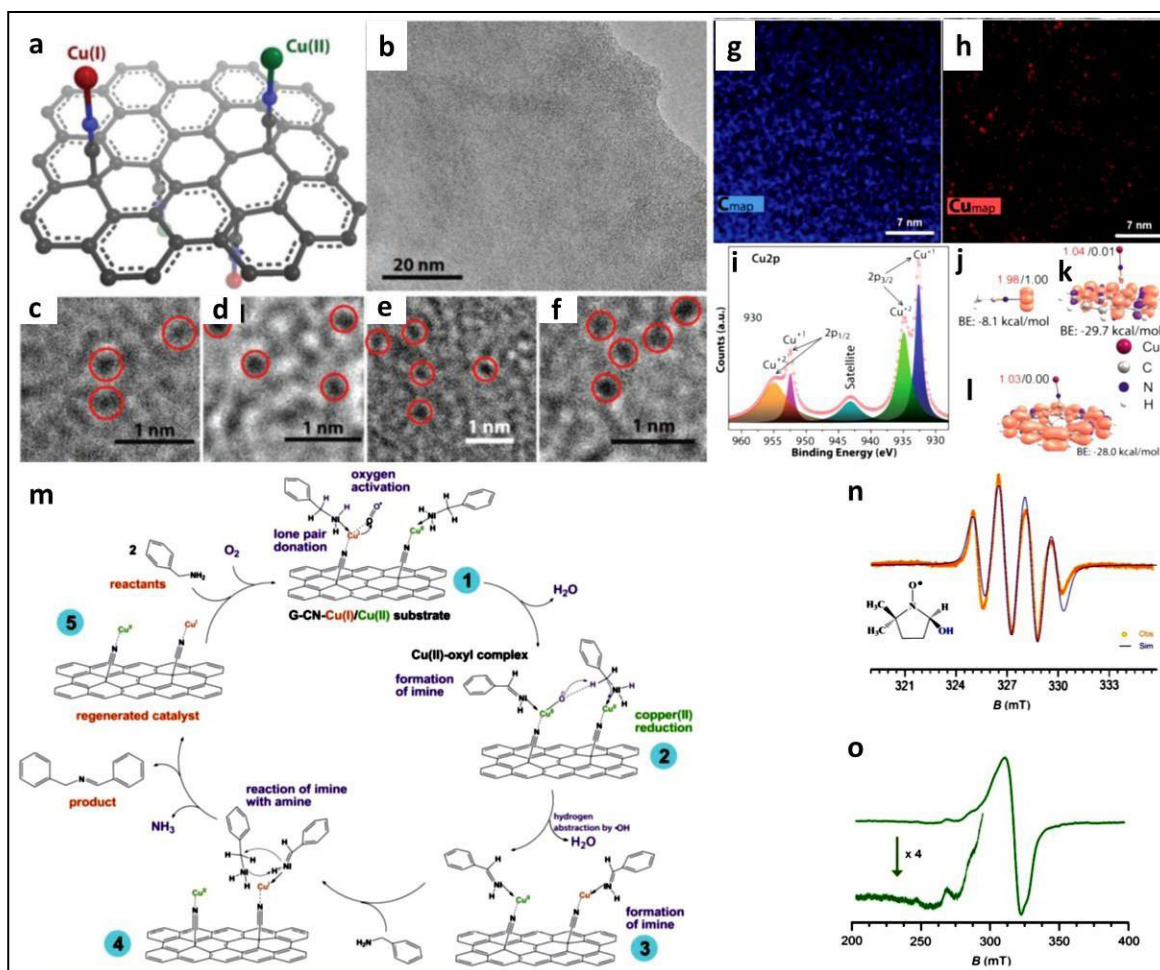 a
Cu(I)
Cu(II)
b
20 nm
c
1 nm
d
1 nm
e
1 nm
f
1 nm
g
Cmap
7 nm
h
Cumap
7 nm
i
Cu2p
930
Counts (a.u.)
Cu+2
Cu+1
2p1/2
Satellite
2p3/2
Cu+1
Cu+2
960 955 950 945 940 935 930
Binding Energy (eV)
j
1.98/1.00
BE: -8.1 kcal/mol
k
1.04/0.01
BE: -29.7 kcal/mol
Cu
C
N
H
l
1.03/0.00
BE: -28.0 kcal/mol
m
oxygen
activation
lone pair
donation
G-CN-Cu(I)/Cu(II) substrate
1
H2O
2
NH2
reactants
O2
5
CuII
CuI
regenerated catalyst
Cu(II)-oxyl complex
formation
of imine
copper(II)
reduction
2
hydrogen
abstraction by •OH
H2O
formation
of imine
3
H2N
reaction of imine
with amine
4
NH3
product
n
O•
N
H3C
H3C
H
OH
Obs
Sim
321 324 327 330 333
B (mT)
o
x 4
200 250 300 350 400
B (mT)